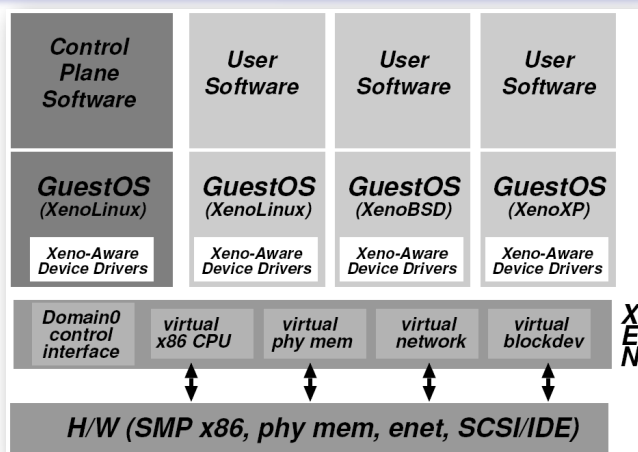 Control
Plane
Software
User
Software
User
Software
User
Software
GuestOS
(XenoLinux)
GuestOS
(XenoLinux)
GuestOS
(XenoBSD)
GuestOS
(XenoXP)
Xeno-Aware
Device Drivers
Xeno-Aware
Device Drivers
Xeno-Aware
Device Drivers
Xeno-Aware
Device Drivers
Domain0
control
interface
virtual
x86 CPU
virtual
phy mem
virtual
network
virtual
blockdev
X
E
N
H/W (SMP x86, phy mem, enet, SCSI/IDE)